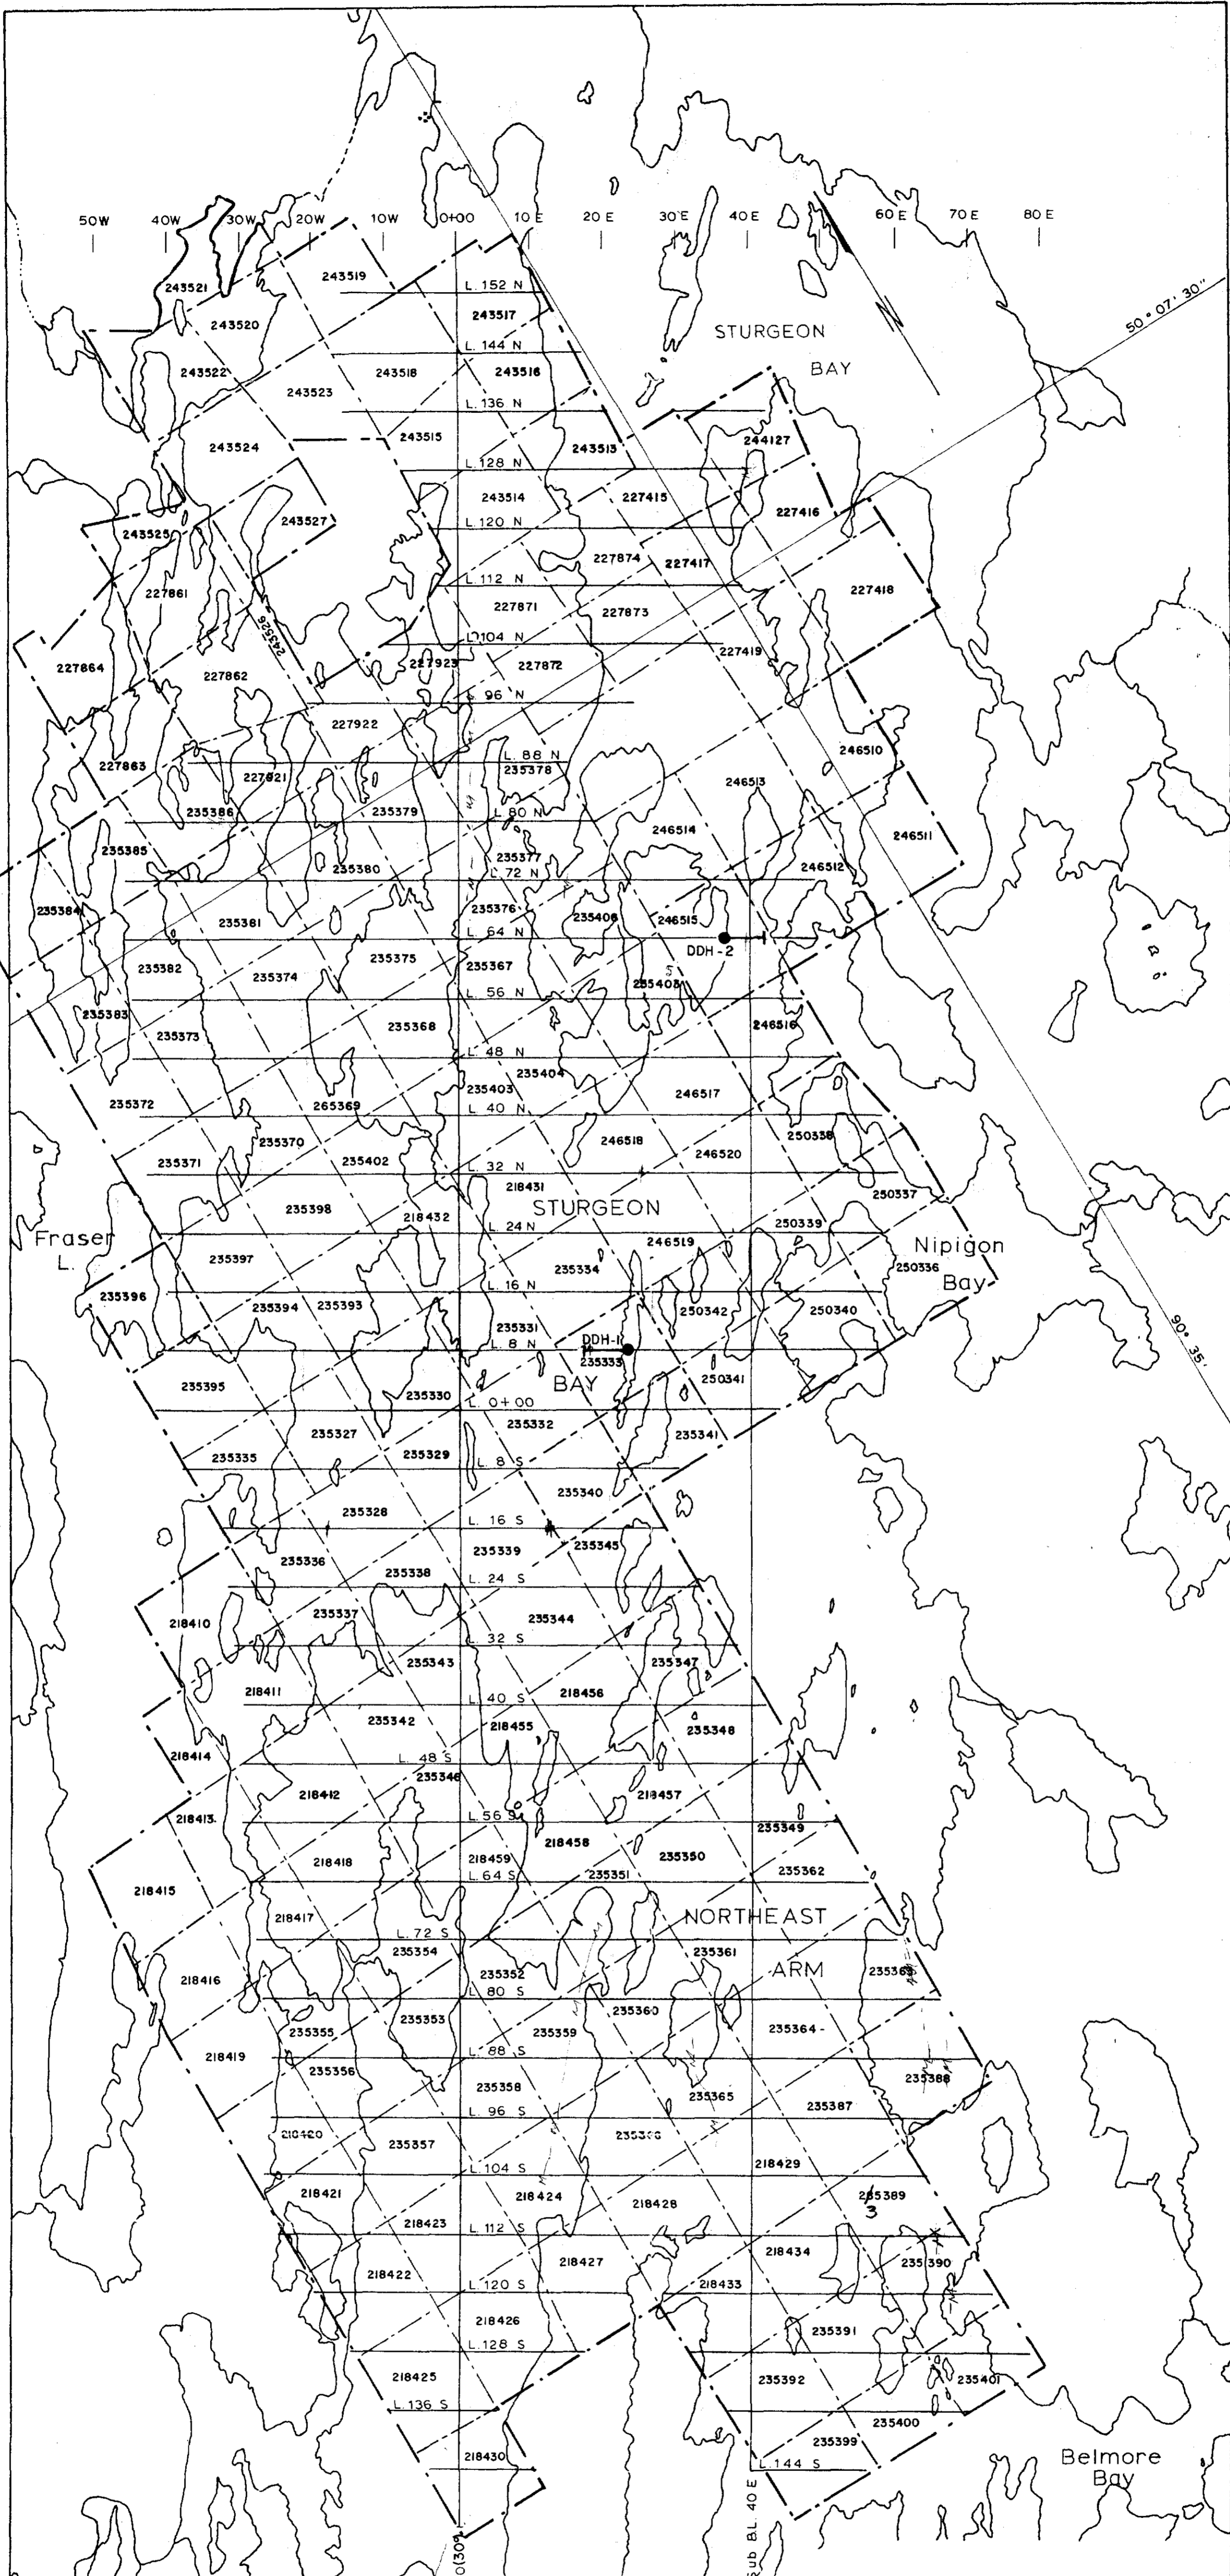 50W 40W 30W 20W 10W 0+00 10 E 20 E 30 E 40 E 60 E 70 E 80 E
243521 243519 L. 152 N
243517
50° 07' 30"
243520
N
STURGEON
L. 144 N
BAY
243522 243518 243516
243523
L. 136 N
243524 243515 243513 244127
L. 128 N
243514 227415
243525 243527 L. 120 N 227416
227874 227417
L. 112 N
227861 227871 227873 227418
243526
L. 104 N
227864 227923 227872 227419
227862
L. 96 N
227922
246510
L. 88 N
227863 227921 235378 246513
235386 235379 L. 80 N
246514 246511
235385 235377
235380 L. 72 N 246512
235384 235376 235406 246515
235381
L. 64 N
DDH-2
235382 235375 235367
235374
L. 56 N
235383 235368 246516
235373
L. 48 N
235404
235403 246517
235372 265369 L. 40 N
235370 246518 250338
235371 235402 246520
L. 32 N
218431 250337
235398 STURGEON
218432 250339
L. 24 N
Fraser
L.
246519
Nipigon
Bay
235397 235334 250336
L. 16 N
235396 235394 235393 250342 250340
235331
L. 8 N DDH-1
235333
90° 35'
235395 BAY 250341
235330
L. 0+00
235327 235332
235341
235335 235329 L. 8 S
235340
235328
L. 16 S
235336 235339 235345
235338 L. 24 S
218410 235337 235344
L. 32 S
235343 235347
218411 218456
L. 40 S
235342 218455 235348
218414 L. 48 S
235346
218412 218457
218413 L. 56 S 235349
218458
218418 218459 235350
L. 64 S 235351 235362
218415
218417 NORTHEAST
L. 72 S
235354 235361
218416 235352 ARM
L. 80 S
235360
235355 235353 235359 235364
218419 L. 88 S
235356 235388
235358 235365
235387
L. 96 S
235357
218429
L. 104 S
218421 218424 218428 285389
3
218423 L. 112 S
218434
218427 235390
218422 L. 120 S 218433
218426 235391
L. 128 S
218425 235392 235401
L. 136 S
235400
235399
218430 Belmore
Bay
L. 144 S
Sub B.L. 40 E